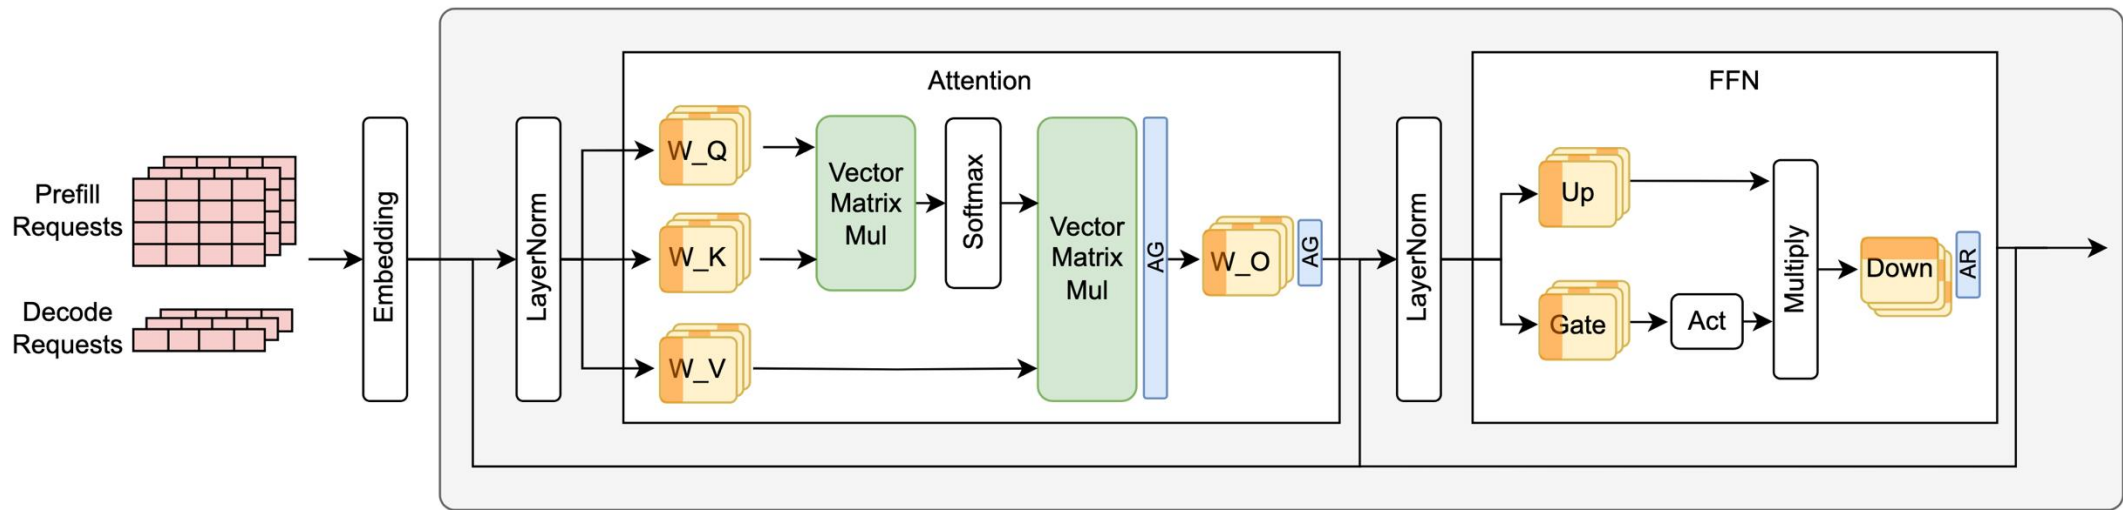 Prefill
Requests
Decode
Requests
Embedding
LayerNorm
Attention
W_Q
W_K
W_V
Vector
Matrix
Mul
Softmax
Vector
Matrix
Mul
AG
W_O
AG
LayerNorm
FFN
Up
Gate
Act
Multiply
Down
AR